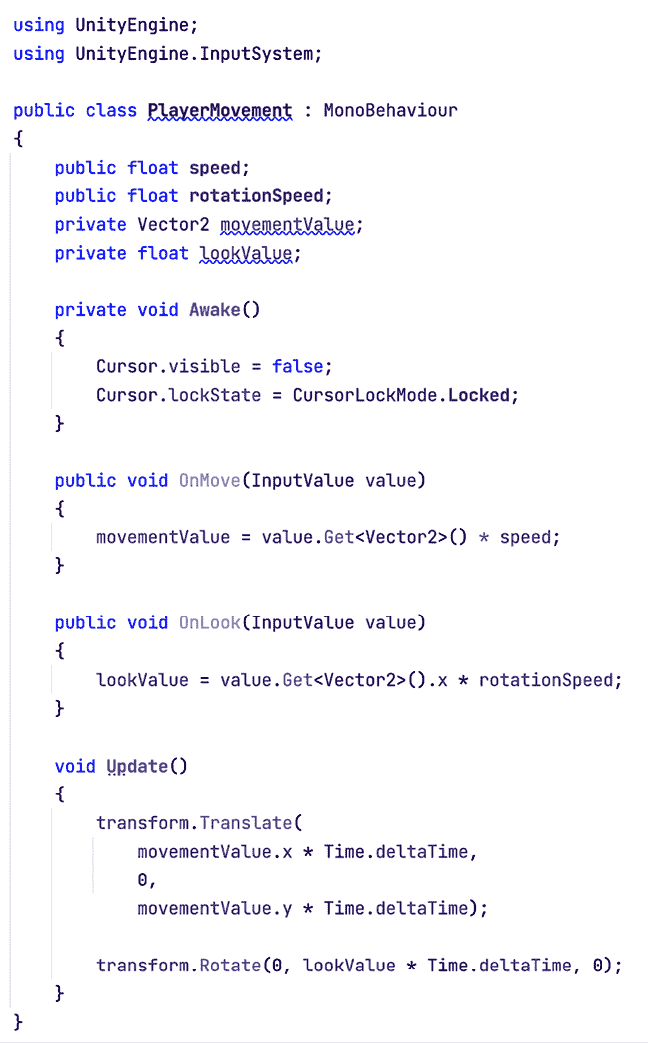 using UnityEngine;
using UnityEngine.InputSystem;

public class PlayerMovement : MonoBehaviour
{
    public float speed;
    public float rotationSpeed;
    private Vector2 movementValue;
    private float lookValue;

    private void Awake()
    {
        Cursor.visible = false;
        Cursor.lockState = CursorLockMode.Locked;
    }

    public void OnMove(InputValue value)
    {
        movementValue = value.Get<Vector2>() * speed;
    }

    public void OnLook(InputValue value)
    {
        lookValue = value.Get<Vector2>().x * rotationSpeed;
    }

    void Update()
    {
        transform.Translate(
            movementValue.x * Time.deltaTime,
            0,
            movementValue.y * Time.deltaTime);

        transform.Rotate(0, lookValue * Time.deltaTime, 0);
    }
}